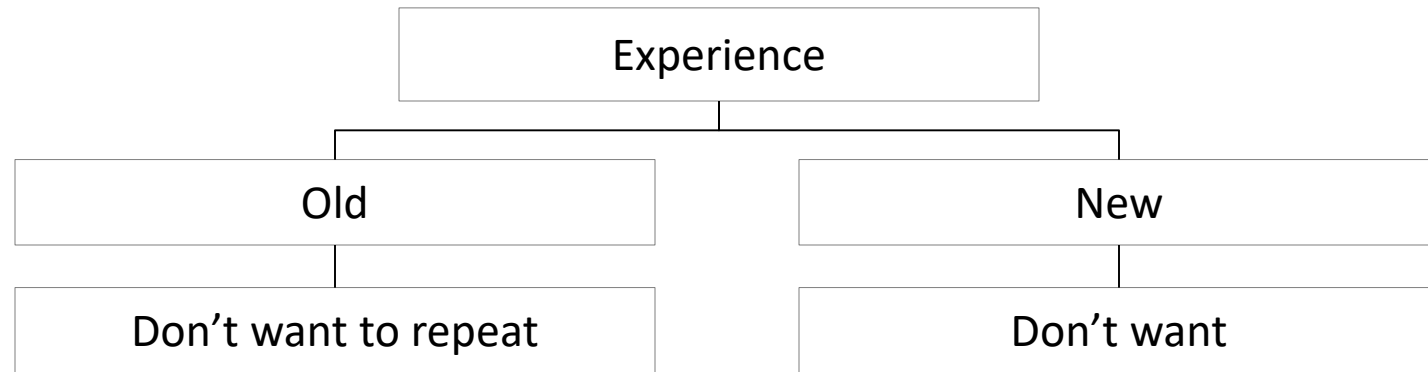 Experience
Old
New
Don’t want to repeat
Don’t want